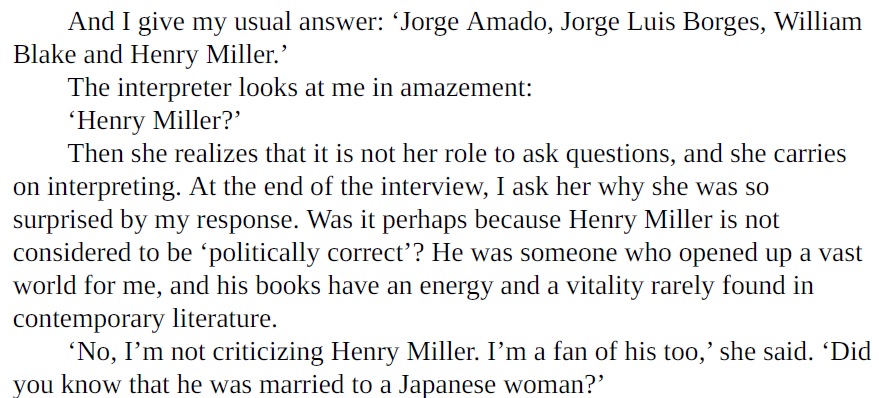 And I give my usual answer: ‘Jorge Amado, Jorge Luis Borges, William
Blake and Henry Miller.’
The interpreter looks at me in amazement:
‘Henry Miller?’
Then she realizes that it is not her role to ask questions, and she carries
on interpreting. At the end of the interview, I ask her why she was so
surprised by my response. Was it perhaps because Henry Miller is not
considered to be ‘politically correct’? He was someone who opened up a vast
world for me, and his books have an energy and a vitality rarely found in
contemporary literature.
‘No, I’m not criticizing Henry Miller. I’m a fan of his too,’ she said. ‘Did
you know that he was married to a Japanese woman?’